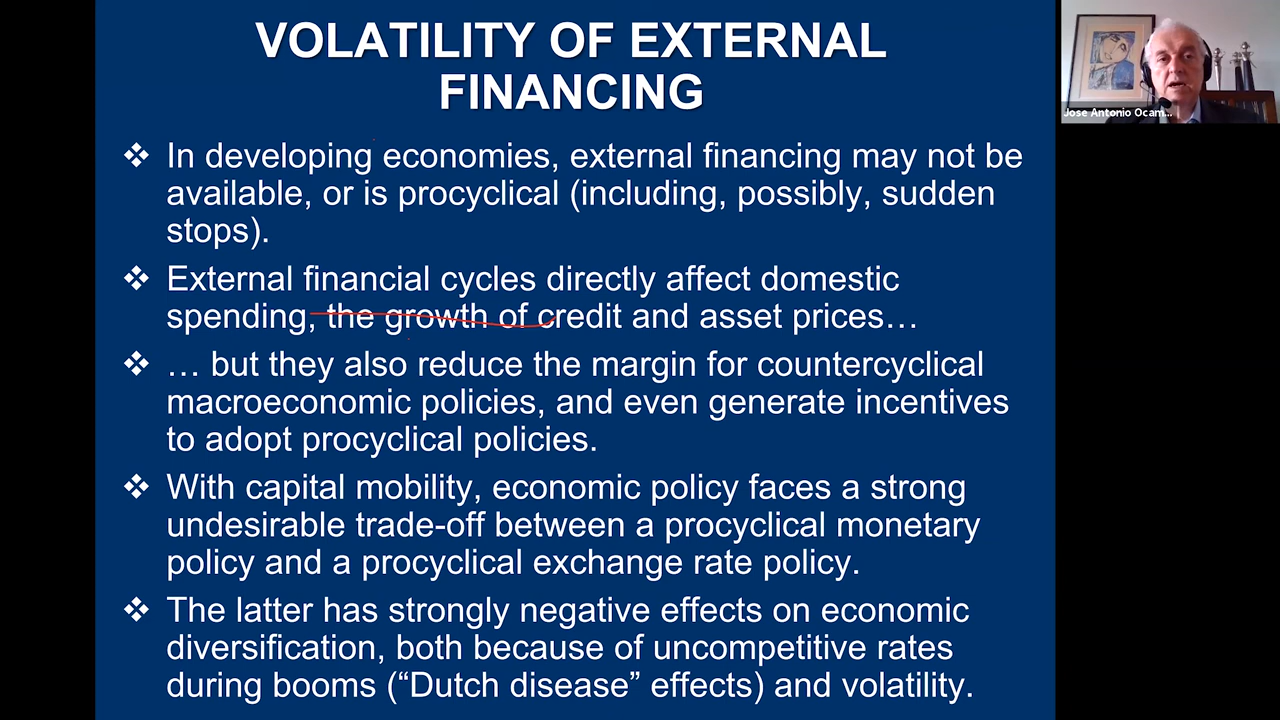 VOLATILITY OF EXTERNAL
FINANCING
❖ In developing economies, external financing may not be
available, or is procyclical (including, possibly, sudden
stops).
❖ External financial cycles directly affect domestic
spending, the growth of credit and asset prices…
❖ … but they also reduce the margin for countercyclical
macroeconomic policies, and even generate incentives
to adopt procyclical policies.
❖ With capital mobility, economic policy faces a strong
undesirable trade-off between a procyclical monetary
policy and a procyclical exchange rate policy.
❖ The latter has strongly negative effects on economic
diversification, both because of uncompetitive rates
during booms (“Dutch disease” effects) and volatility.
Jose Antonio Ocam...